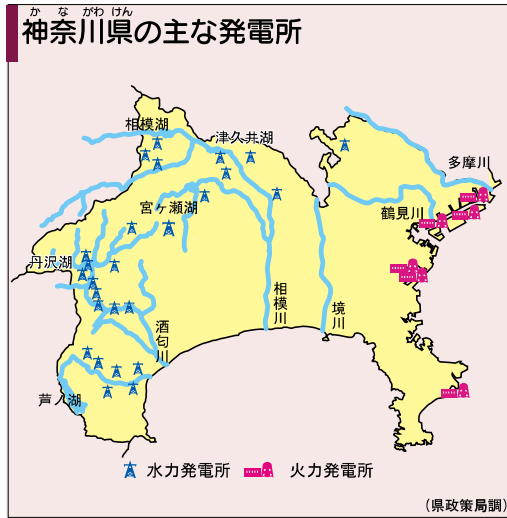 かながわけん
神奈川県の主な発電所
相模湖
津久井湖
多摩川
宮ヶ瀬湖
鶴見川
丹沢湖
相模川
境川
酒匂川
芦ノ湖
水力発電所
火力発電所
(県政策局調)